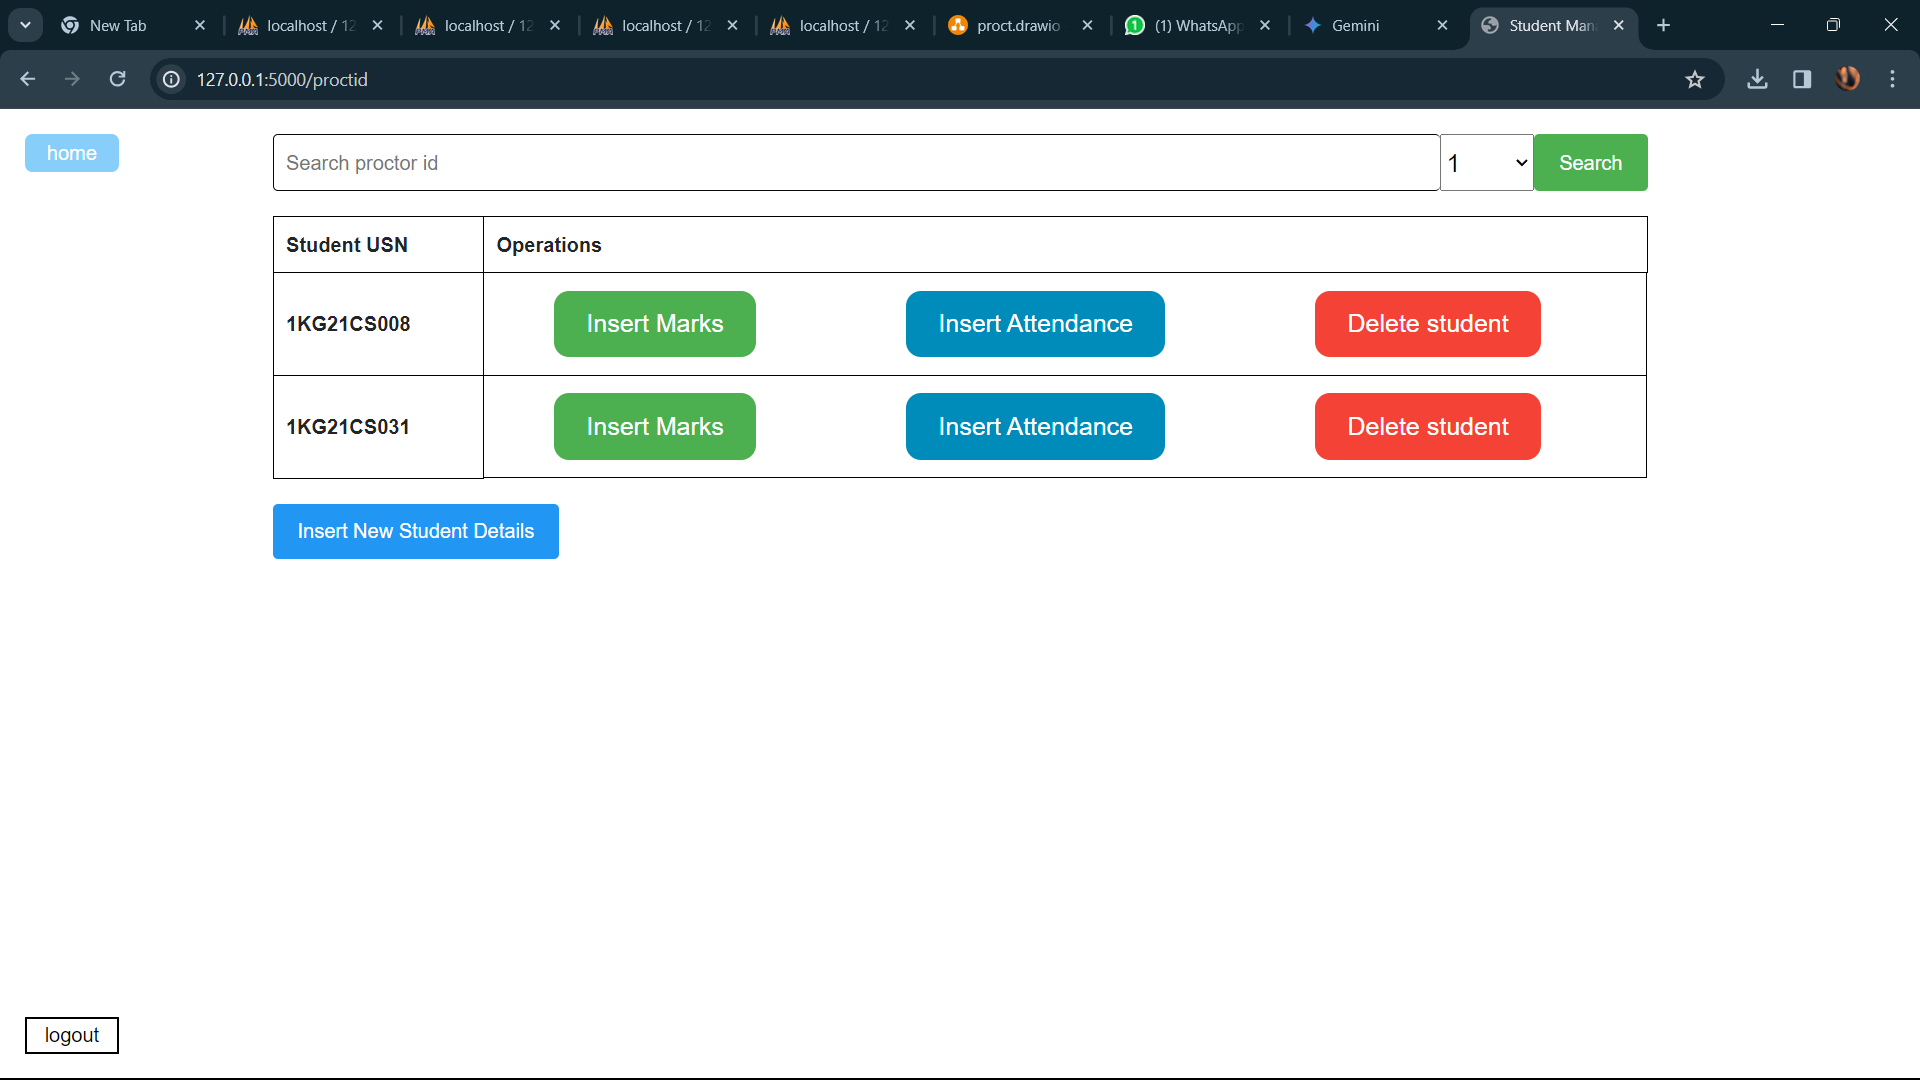 New Tab
localhost / 12
localhost / 12
localhost / 12
localhost / 12
proct.drawio
(1) WhatsApp
Gemini
Student Man
127.0.0.1:5000/proctid
home
Search proctor id
1
Search
Student USN
Operations
1KG21CS008
Insert Marks
Insert Attendance
Delete student
1KG21CS031
Insert Marks
Insert Attendance
Delete student
Insert New Student Details
logout